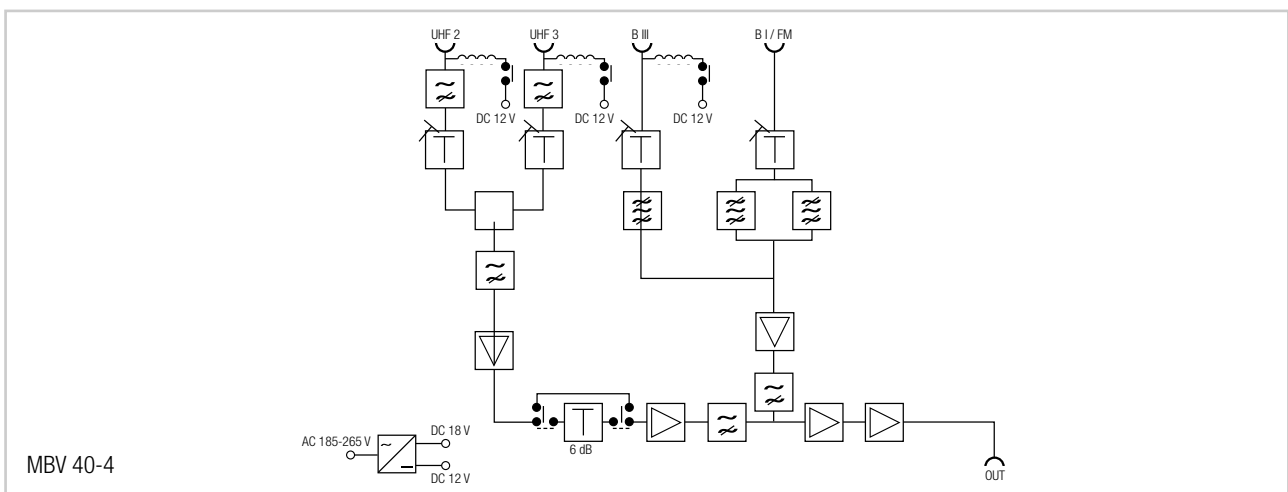 UHF 2
UHF 3
B III
B I / FM
DC 12 V
DC 12 V
DC 12 V
6 dB
AC 185-265 V
DC 18 V
DC 12 V
OUT
MBV 40-4